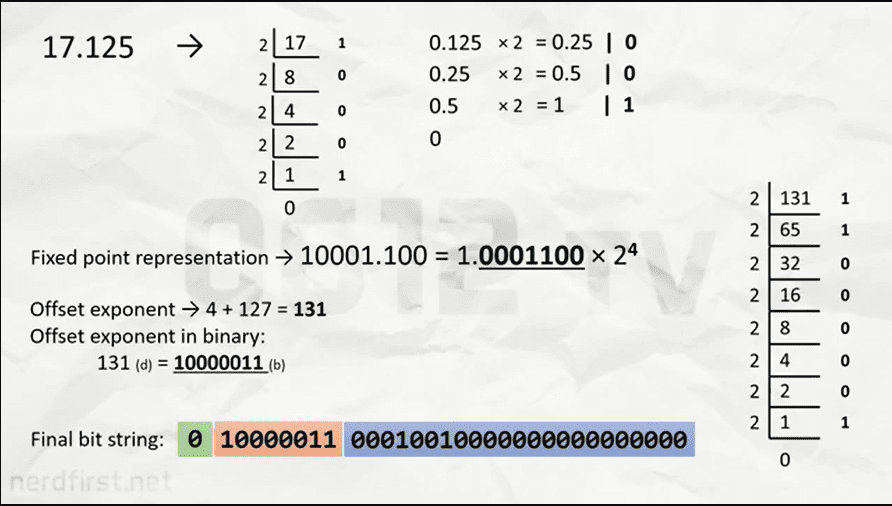 17.125 →
2 17 1
2 8 0
2 4 0
2 2 0
2 1 1
0
0.125 × 2 = 0.25 | 0
0.25 × 2 = 0.5 | 0
0.5 × 2 = 1 | 1
0
Fixed point representation → 10001.100 = 1.0001100 × 2⁴
Offset exponent → 4 + 127 = 131
Offset exponent in binary:
131 (d) = 10000011 (b)
2 131 1
2 65 1
2 32 0
2 16 0
2 8 0
2 4 0
2 2 0
2 1 1
0
Final bit string: 0 10000011 00010010000000000000000
0612 TV
nerdfirst.net